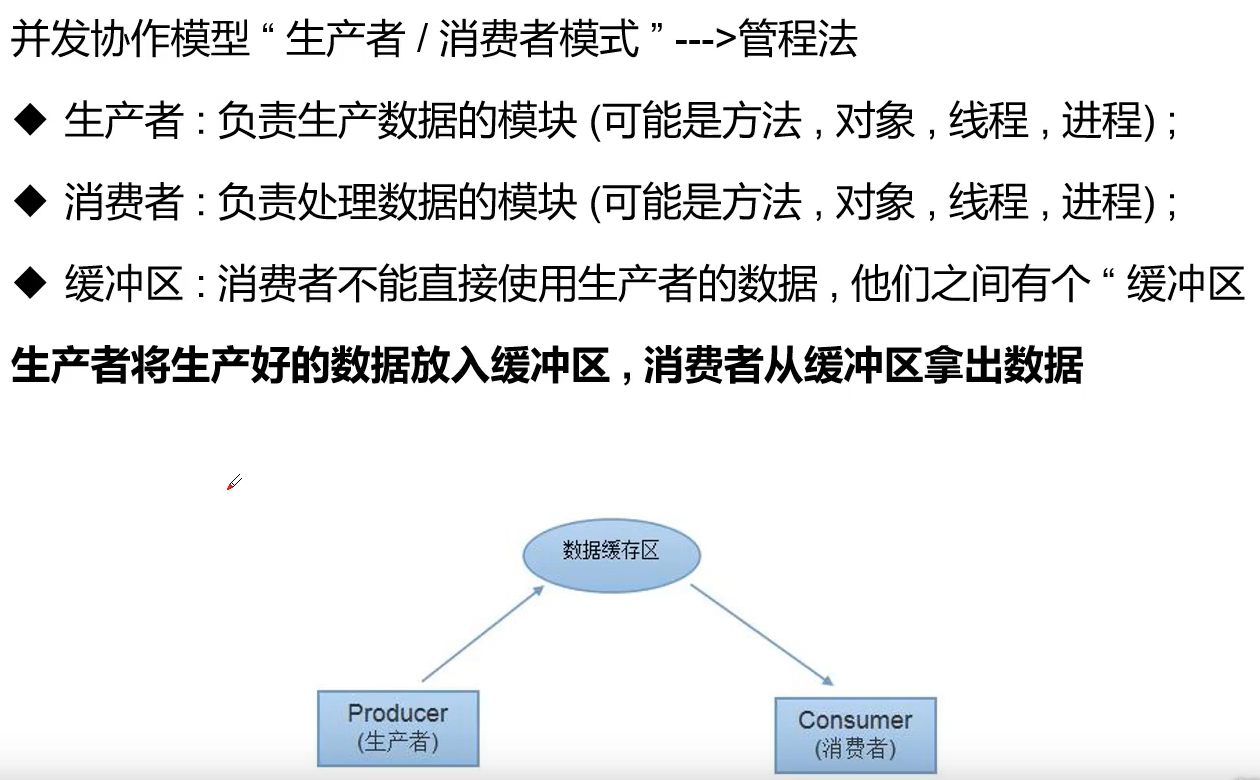 并发协作模型 “ 生产者 / 消费者模式 ” --->管程法
◆ 生产者 : 负责生产数据的模块 (可能是方法 , 对象 , 线程 , 进程) ;
◆ 消费者 : 负责处理数据的模块 (可能是方法 , 对象 , 线程 , 进程) ;
◆ 缓冲区 : 消费者不能直接使用生产者的数据 , 他们之间有个 “ 缓冲区
生产者将生产好的数据放入缓冲区 , 消费者从缓冲区拿出数据
数据缓存区
Producer
(生产者)
Consumer
(消费者)